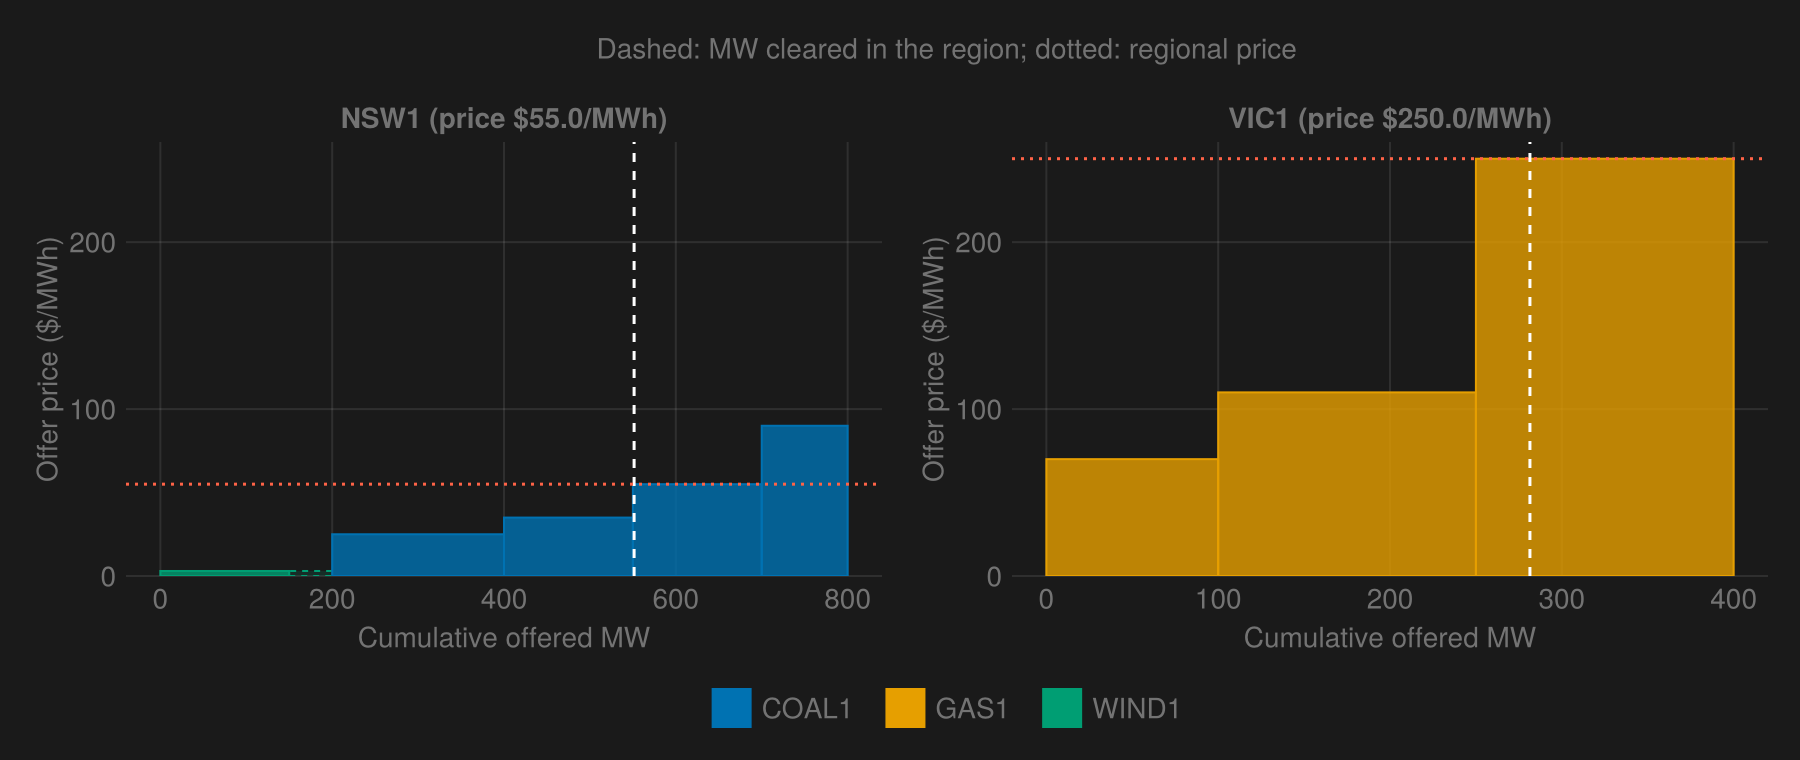 Dashed: MW cleared in the region; dotted: regional price
NSW1 (price $55.0/MWh)
Offer price ($/MWh)
200
100
0
0 200 400 600 800
Cumulative offered MW
VIC1 (price $250.0/MWh)
Offer price ($/MWh)
200
100
0
0 100 200 300 400
Cumulative offered MW
COAL1 GAS1 WIND1